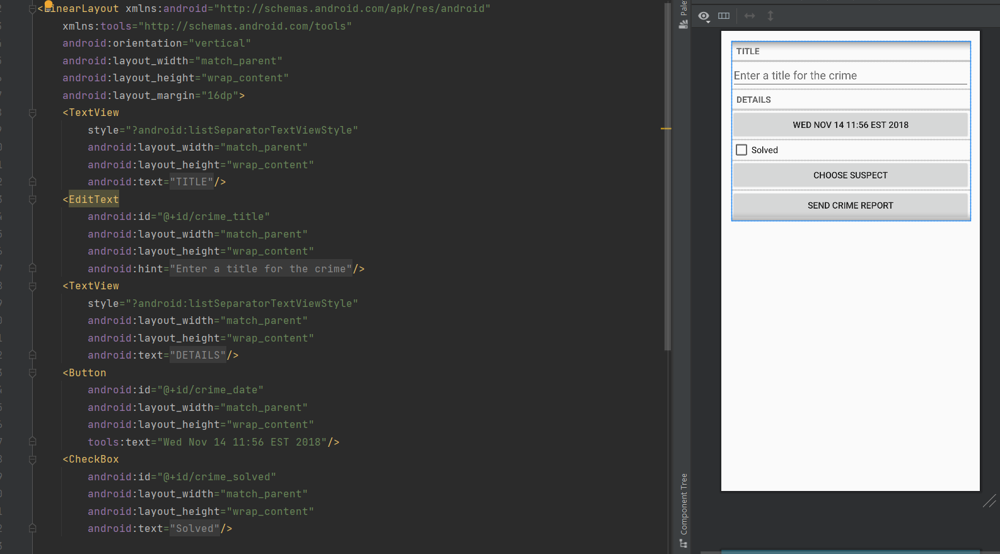 <LinearLayout xmlns:android="http://schemas.android.com/apk/res/android"
xmlns:tools="http://schemas.android.com/tools"
android:orientation="vertical"
android:layout_width="match_parent"
android:layout_height="wrap_content"
android:layout_margin="16dp">
<TextView
style="?android:listSeparatorTextViewStyle"
android:layout_width="match_parent"
android:layout_height="wrap_content"
android:text="TITLE"/>
<EditText
android:id="@+id/crime_title"
android:layout_width="match_parent"
android:layout_height="wrap_content"
android:hint="Enter a title for the crime"/>
<TextView
style="?android:listSeparatorTextViewStyle"
android:layout_width="match_parent"
android:layout_height="wrap_content"
android:text="DETAILS"/>
<Button
android:id="@+id/crime_date"
android:layout_width="match_parent"
android:layout_height="wrap_content"
tools:text="Wed Nov 14 11:56 EST 2018"/>
<CheckBox
android:id="@+id/crime_solved"
android:layout_width="match_parent"
android:layout_height="wrap_content"
android:text="Solved"/>
Pale
Component Tree
TITLE
Enter a title for the crime
DETAILS
WED NOV 14 11:56 EST 2018
Solved
CHOOSE SUSPECT
SEND CRIME REPORT